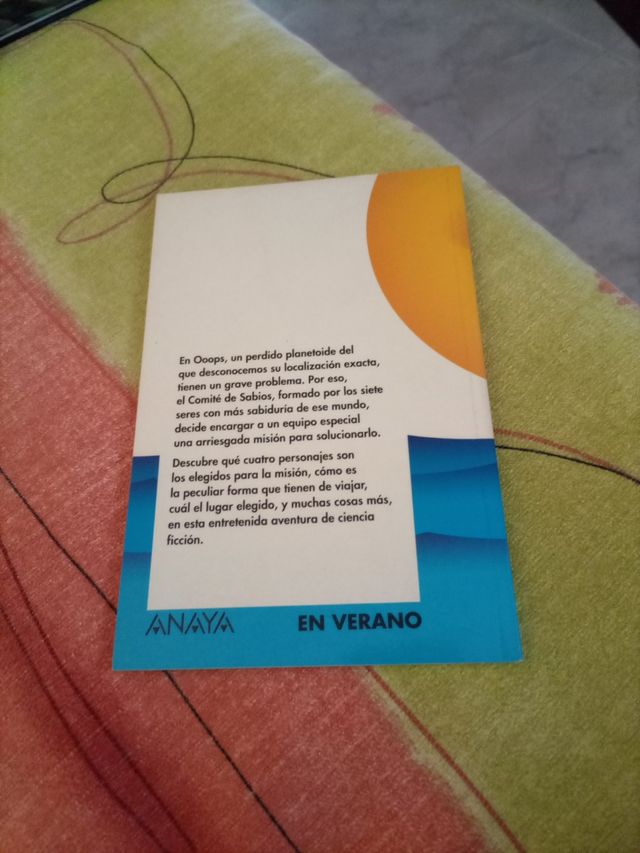 En Ooops, un perdido planetoide del
que desconocemos su localización exacta,
tienen un grave problema. Por eso,
el Comité de Sabios, formado por los siete
seres con más sabiduría de ese mundo,
decide encargar a un equipo especial
una arriesgada misión para solucionarlo.
Descubre qué cuatro personajes son
los elegidos para la misión, cómo es
la peculiar forma que tienen de viajar,
cuál el lugar elegido, y muchas cosas más,
en esta entretenida aventura de ciencia
ficción.
ANAYA EN VERANO